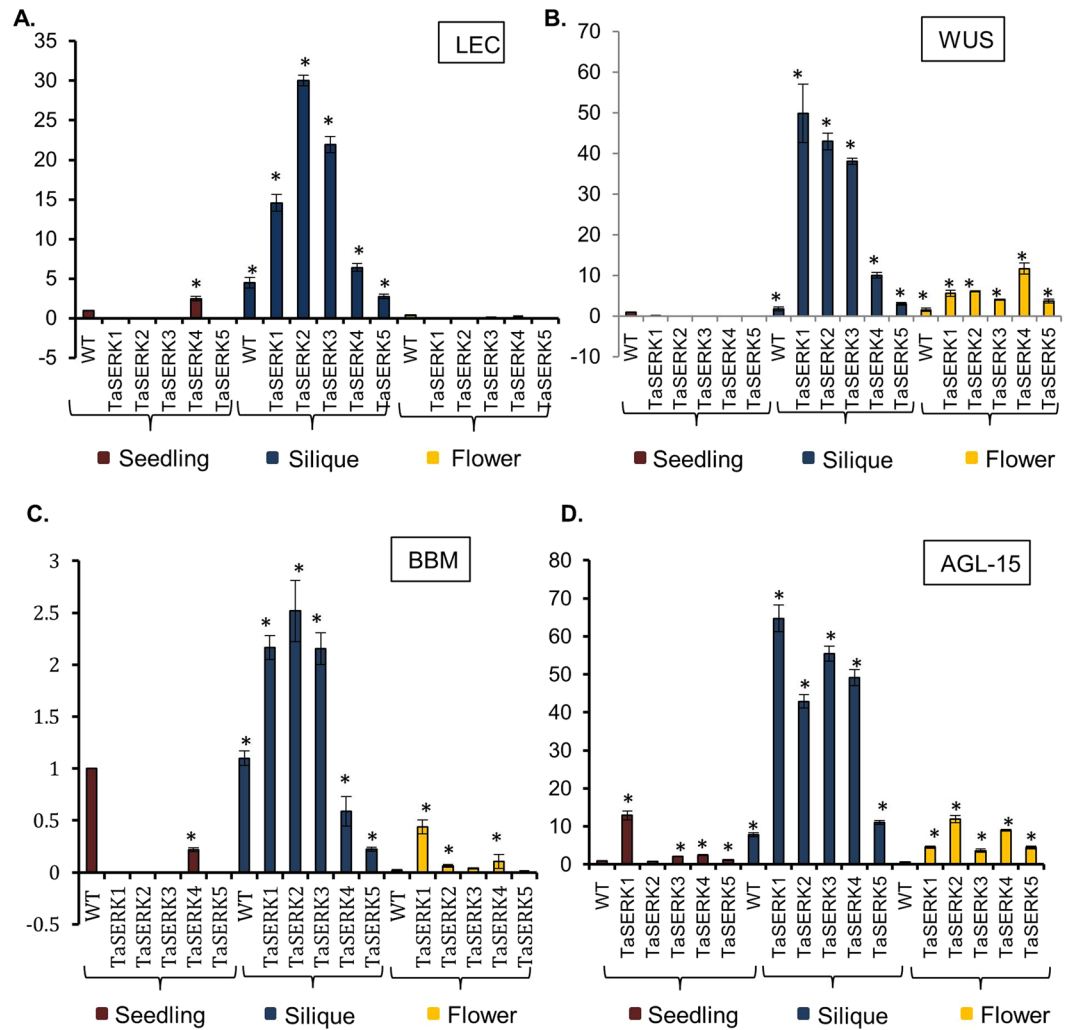 A.
LEC
35
30
25
20
15
10
5
0
-5
* * * * * * *
WT TaSERK1 TaSERK2 TaSERK3 TaSERK4 TaSERK5 WT TaSERK1 TaSERK2 TaSERK3 TaSERK4 TaSERK5 WT TaSERK1 TaSERK2 TaSERK3 TaSERK4 TaSERK5
Seedling Silique Flower
B.
WUS
70
60
50
40
30
20
10
0
-10
* * * * * * * * * * * *
WT TaSERK1 TaSERK2 TaSERK3 TaSERK4 TaSERK5 WT TaSERK1 TaSERK2 TaSERK3 TaSERK4 TaSERK5 WT TaSERK1 TaSERK2 TaSERK3 TaSERK4 TaSERK5
Seedling Silique Flower
C.
BBM
3
2.5
2
1.5
1
0.5
0
-0.5
* * * * * * * * * *
WT TaSERK1 TaSERK2 TaSERK3 TaSERK4 TaSERK5 WT TaSERK1 TaSERK2 TaSERK3 TaSERK4 TaSERK5 WT TaSERK1 TaSERK2 TaSERK3 TaSERK4 TaSERK5
Seedling Silique Flower
D.
AGL-15
80
70
60
50
40
30
20
10
0
* * * * * * * * * * * * * * *
WT TaSERK1 TaSERK2 TaSERK3 TaSERK4 TaSERK5 WT TaSERK1 TaSERK2 TaSERK3 TaSERK4 TaSERK5 WT TaSERK1 TaSERK2 TaSERK3 TaSERK4 TaSERK5
Seedling Silique Flower